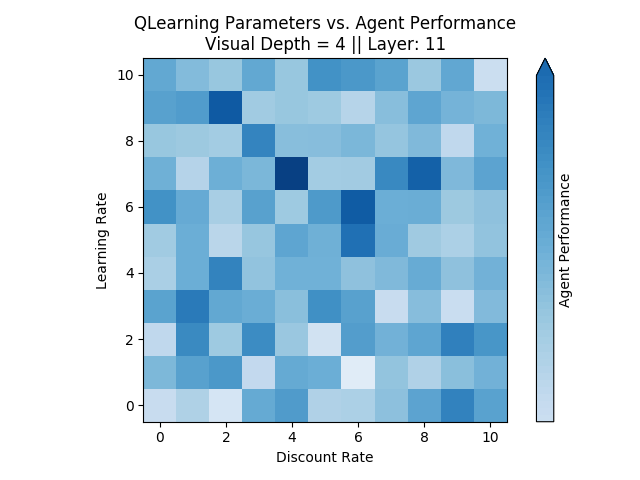 QLearning Parameters vs. Agent Performance
Visual Depth = 4 || Layer: 11
10
8
6
4
2
0
Learning Rate
0 2 4 6 8 10
Discount Rate
Agent Performance